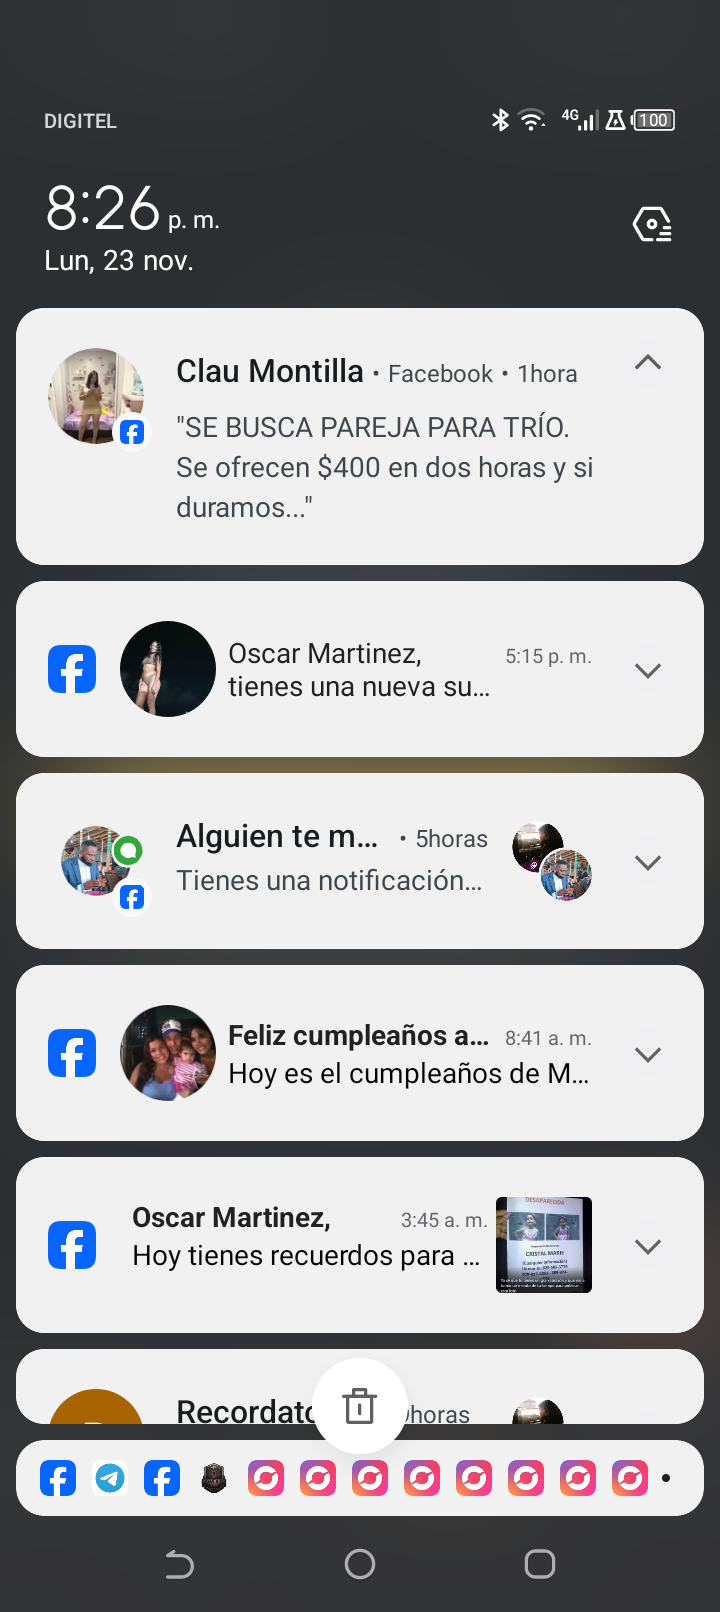 DIGITEL
4G
100
8:26 p. m.
Lun, 23 nov.
Clau Montilla • Facebook • 1hora
"SE BUSCA PAREJA PARA TRÍO.
Se ofrecen $400 en dos horas y si
duramos..."
Oscar Martinez,
5:15 p. m.
tienes una nueva su...
Alguien te m... • 5horas
Tienes una notificación...
Feliz cumpleaños a...
8:41 a. m.
Hoy es el cumpleaños de M...
Oscar Martinez,
3:45 a. m.
Hoy tienes recuerdos para ...
DESAPARECIDA
CRISTAL MARIE
Recordato
horas